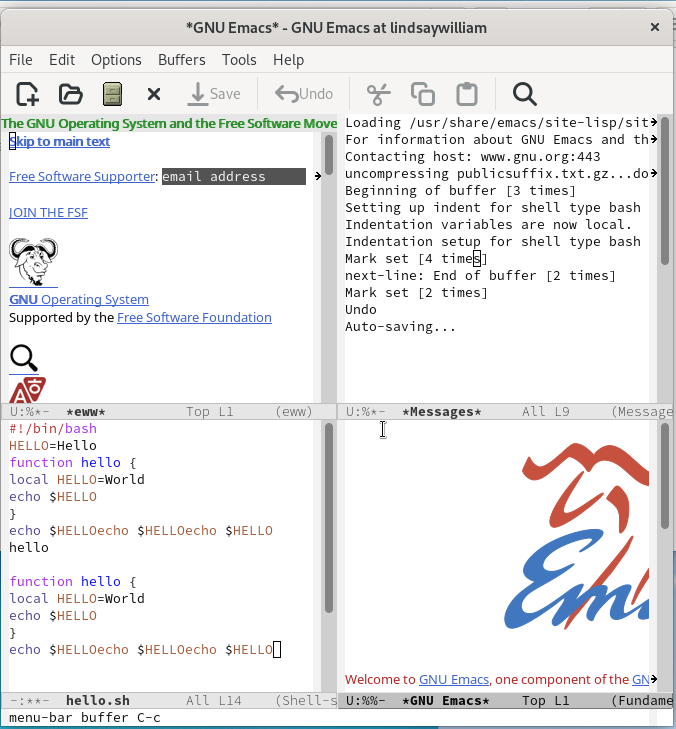 *GNU Emacs* - GNU Emacs at lindsaywilliam
File Edit Options Buffers Tools Help
Save Undo
The GNU Operating System and the Free Software Move
Skip to main text
Free Software Supporter: email address
JOIN THE FSF
GNU Operating System
Supported by the Free Software Foundation
U:%*- *eww* Top L1 (eww)
Loading /usr/share/emacs/site-lisp/sit
For information about GNU Emacs and th
Contacting host: www.gnu.org:443
uncompressing publicsuffix.txt.gz...do
Beginning of buffer [3 times]
Setting up indent for shell type bash
Indentation variables are now local.
Indentation setup for shell type bash
Mark set [4 times]
next-line: End of buffer [2 times]
Mark set [2 times]
Undo
Auto-saving...
U:%*- *Messages* All L9 (Message
#!/bin/bash
HELLO=Hello
function hello {
local HELLO=World
echo $HELLO
}
echo $HELLOecho $HELLOecho $HELLO
hello
function hello {
local HELLO=World
echo $HELLO
}
echo $HELLOecho $HELLOecho $HELLO
-:**- hello.sh All L14 (Shell-s
Em
Welcome to GNU Emacs, one component of the GN
U:%%- *GNU Emacs* Top L1 (Fundame
menu-bar buffer C-c